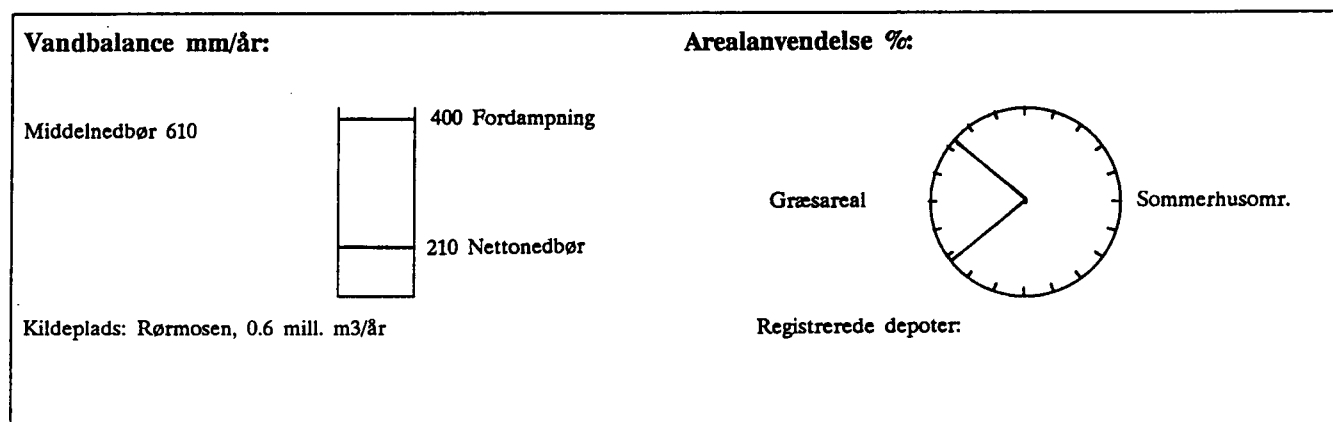 Vandbalance mm/år:
Middelnedbør 610
400 Fordampning
210 Nettonedbør
Kildeplads: Rørmosen, 0.6 mill. m3/år
Arealanvendelse %:
Græsareal
Sommerhusomr.
Registrerede depoter: